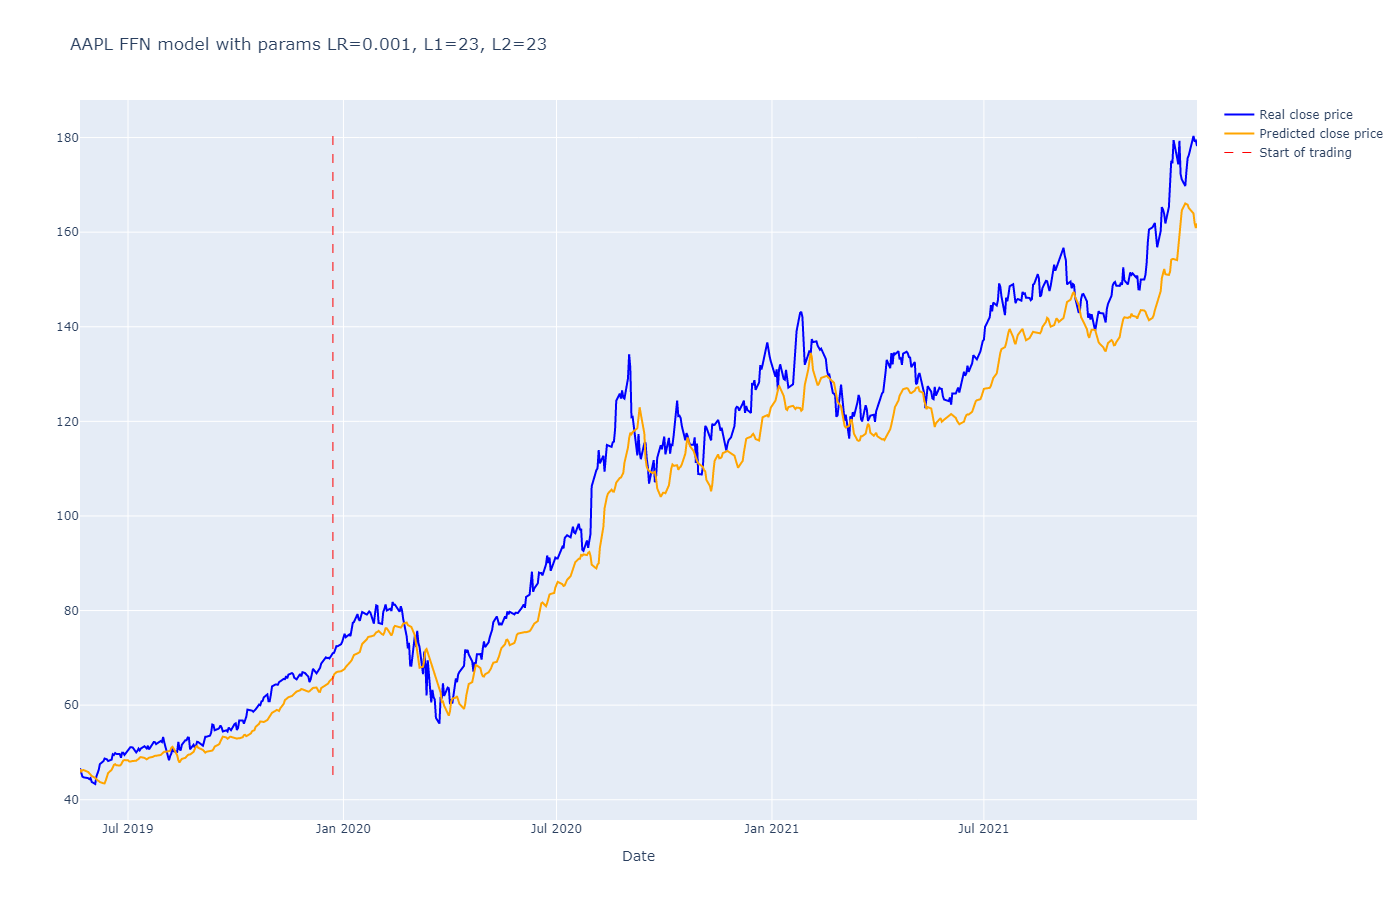 AAPL FFN model with params LR=0.001, L1=23, L2=23
Real close price
Predicted close price
Start of trading
180
160
140
120
100
80
60
40
Jul 2019
Jan 2020
Jul 2020
Jan 2021
Jul 2021
Date